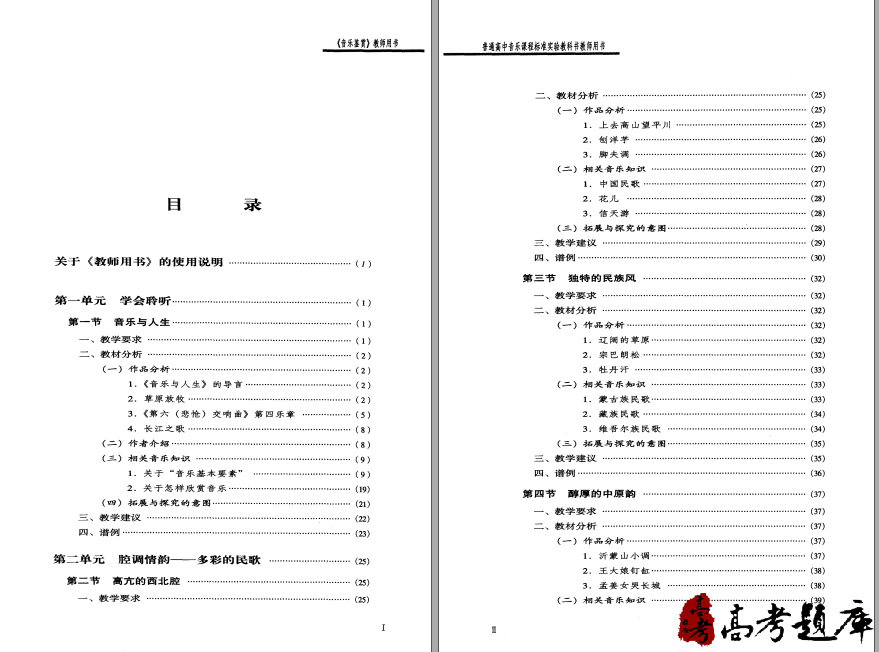 《音乐鉴赏》教师用书
目 录
关于《教师用书》的使用说明 ……………………………… (1)
第一单元 学会聆听 ……………………………… (1)
第一节 音乐与人生 ……………………………… (1)
一、教学要求 ……………………………… (1)
二、教材分析 ……………………………… (2)
(一) 作品分析 ……………………………… (2)
1.《音乐与人生》的导言 ……………………………… (2)
2. 草原放牧 ……………………………… (2)
3.《第六(悲怆)交响曲》第四乐章 ……………… (5)
4. 长江之歌 ……………………………… (8)
(二) 作者介绍 ……………………………… (8)
(三) 相关音乐知识 ……………………………… (9)
1. 关于“音乐基本要素” ……………………………… (9)
2. 关于怎样欣赏音乐 ……………………………… (19)
(四) 拓展与探究的意图 ……………………………… (21)
三、教学建议 ……………………………… (22)
四、谱例 ……………………………… (23)
第二单元 腔调情韵——多彩的民歌 ……………………… (25)
第二节 高亢的西北腔 ……………………………… (25)
一、教学要求 ……………………………… (25)
I
普通高中音乐课程标准实验教科书教师用书
二、教材分析 ……………………………… (25)
(一) 作品分析 ……………………………… (25)
1. 上去高山望平川 ……………………………… (25)
2. 刨洋芋 ……………………………… (26)
3. 脚夫调 ……………………………… (26)
(二) 相关音乐知识 ……………………………… (27)
1. 中国民歌 ……………………………… (27)
2. 花儿 ……………………………… (28)
3. 信天游 ……………………………… (28)
(三) 拓展与探究的意图 ……………………………… (28)
三、教学建议 ……………………………… (29)
四、谱例 ……………………………… (30)
第三节 独特的民族风 ……………………………… (32)
一、教学要求 ……………………………… (32)
二、教材分析 ……………………………… (32)
(一) 作品分析 ……………………………… (32)
1. 辽阔的草原 ……………………………… (32)
2. 宗巴朗松 ……………………………… (32)
3. 牡丹汗 ……………………………… (33)
(二) 相关音乐知识 ……………………………… (33)
1. 蒙古族民歌 ……………………………… (33)
2. 藏族民歌 ……………………………… (34)
3. 维吾尔族民歌 ……………………………… (34)
(三) 拓展与探究的意图 ……………………………… (35)
三、教学建议 ……………………………… (35)
四、谱例 ……………………………… (36)
第四节 醇厚的中原韵 ……………………………… (37)
一、教学要求 ……………………………… (37)
二、教材分析 ……………………………… (37)
(一) 作品分析 ……………………………… (37)
1. 沂蒙山小调 ……………………………… (37)
2. 王大娘钉缸 ……………………………… (38)
3. 孟姜女哭长城 ……………………………… (38)
(二) 相关音乐知识 ……………………………… (39)
II
高考 高考题库